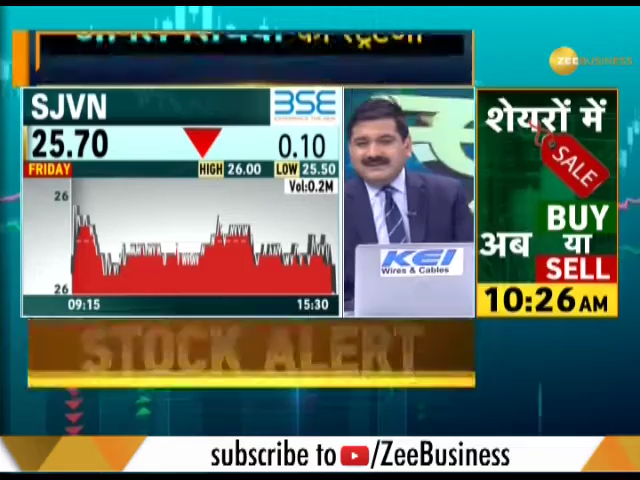 ZEE BUSINESS
SJVN
BSE
EXPERIENCE THE NEW
25.70
0.10
FRIDAY
HIGH 26.00 LOW 25.50
Vol:0.2M
26
26
09:15 15:30
KEI
Wires & Cables
शेयरों में
SALE
अब
BUY
या
SELL
10:26 AM
STOCK ALERT
subscribe to /ZeeBusiness